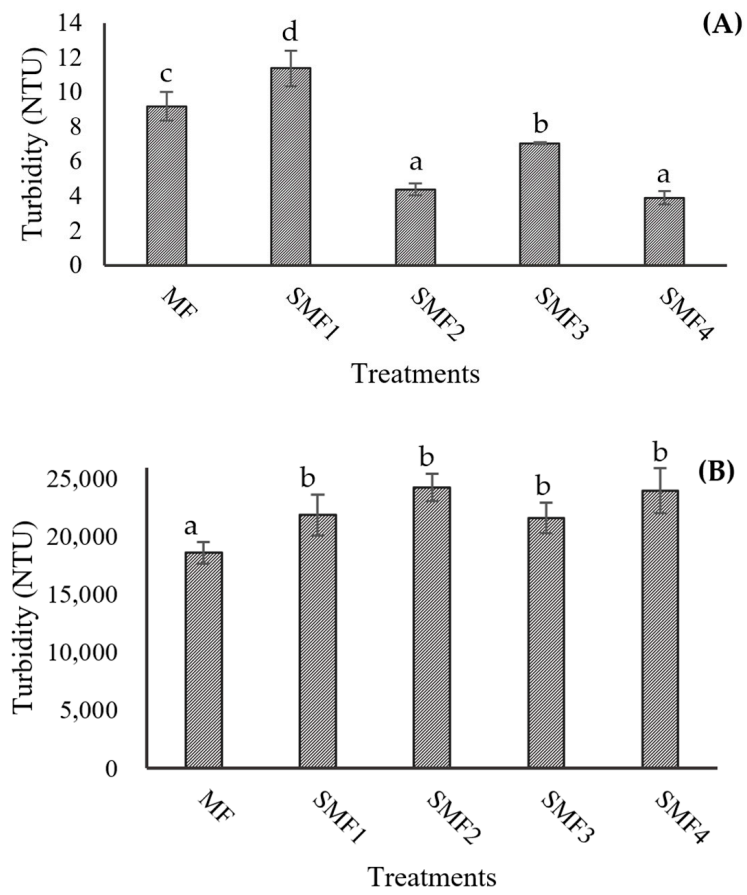 (A)
14
12
10
8
6
4
2
0
Turbidity (NTU)
c
d
a
b
a
MF
SMF1
SMF2
SMF3
SMF4
Treatments
(B)
25,000
20,000
15,000
10,000
5,000
0
Turbidity (NTU)
a
b
b
b
b
MF
SMF1
SMF2
SMF3
SMF4
Treatments